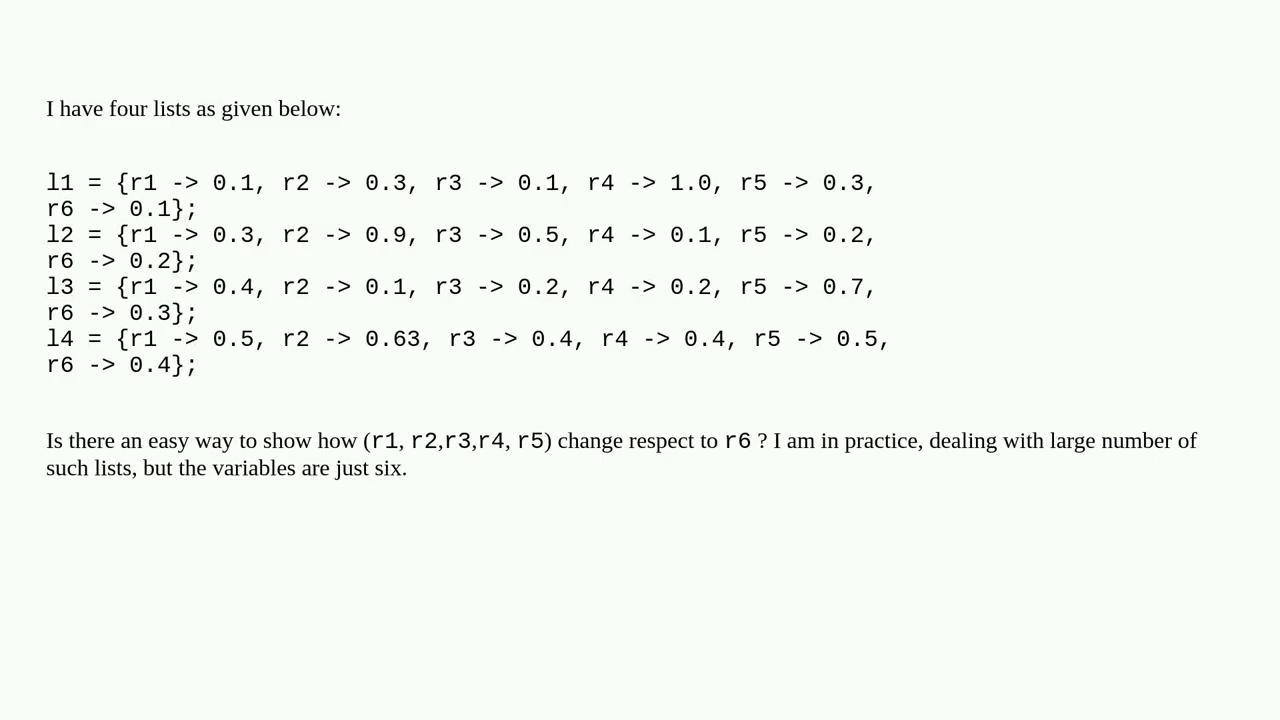 I have four lists as given below:
l1 = {r1 -> 0.1, r2 -> 0.3, r3 -> 0.1, r4 -> 1.0, r5 -> 0.3,
r6 -> 0.1};
l2 = {r1 -> 0.3, r2 -> 0.9, r3 -> 0.5, r4 -> 0.1, r5 -> 0.2,
r6 -> 0.2};
l3 = {r1 -> 0.4, r2 -> 0.1, r3 -> 0.2, r4 -> 0.2, r5 -> 0.7,
r6 -> 0.3};
l4 = {r1 -> 0.5, r2 -> 0.63, r3 -> 0.4, r4 -> 0.4, r5 -> 0.5,
r6 -> 0.4};
Is there an easy way to show how (r1, r2,r3,r4, r5) change respect to r6 ? I am in practice, dealing with large number of
such lists, but the variables are just six.